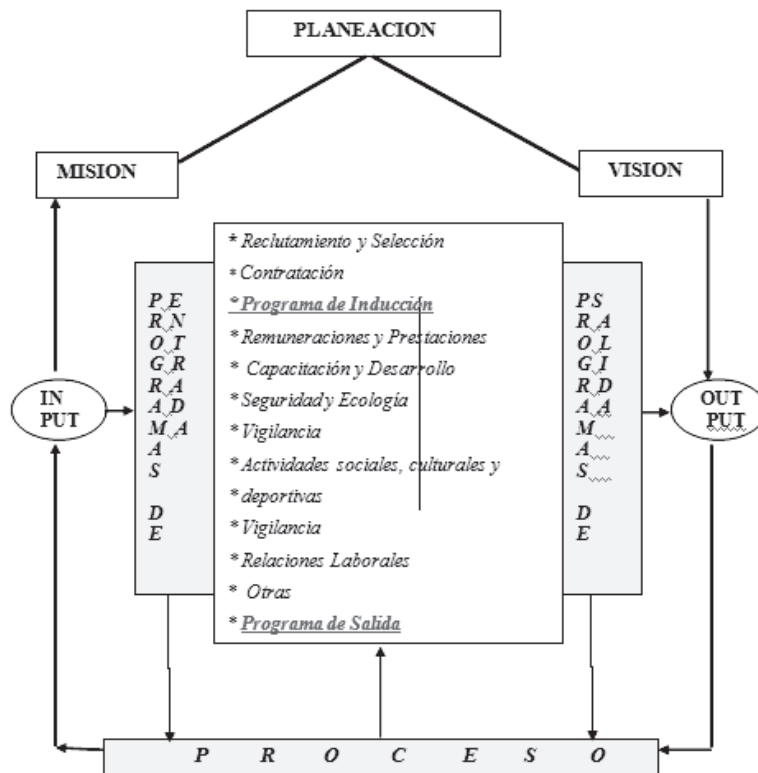 PLANEACION
MISION
VISION
* Reclutamiento y Selección
* Contratación
* Programa de Inducción
* Remuneraciones y Prestaciones
* Capacitación y Desarrollo
* Seguridad y Ecología
* Vigilancia
* Actividades sociales, culturales y
* deportivas
* Vigilancia
* Relaciones Laborales
* Otras
* Programa de Salida
P E
R N
O T
G R
R A
A D
M A
A
S
D
E
PS
R A
O L
G I
R D
A A
M
A
S
D
E
IN
PUT
OUT
PUT
P R O C E S O